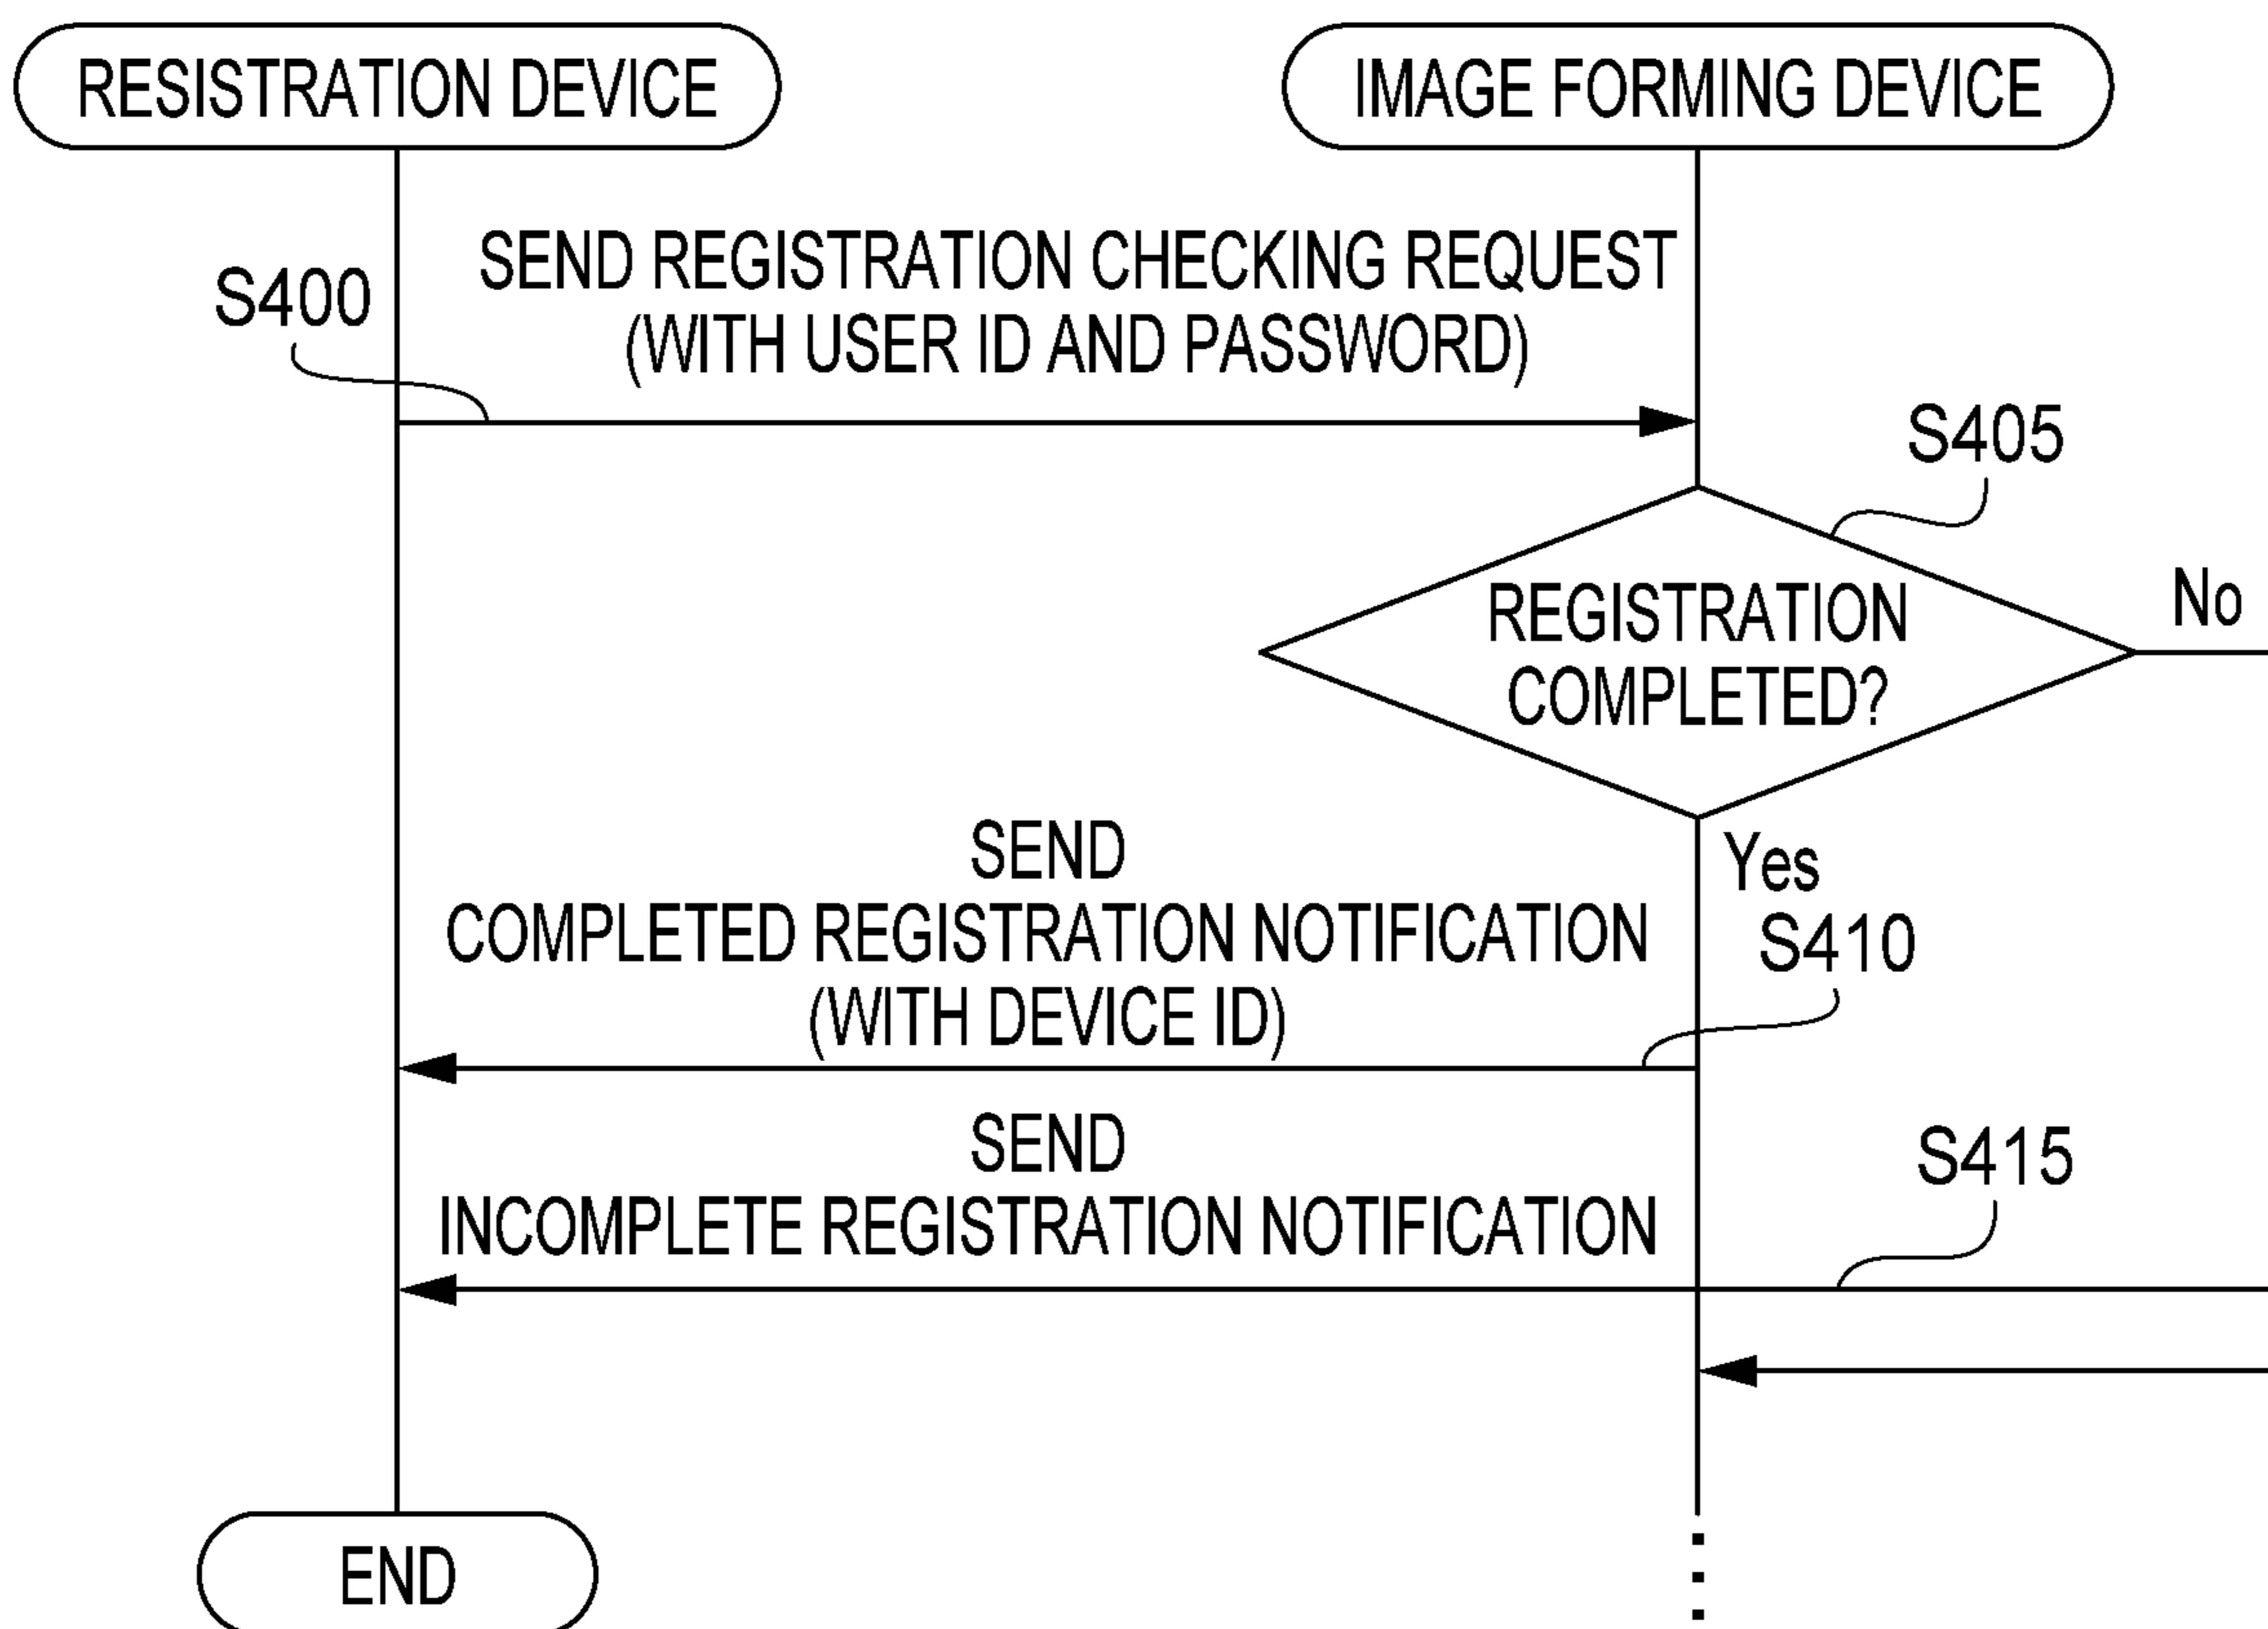 RESISTRATION DEVICE
IMAGE FORMING DEVICE
SEND REGISTRATION CHECKING REQUEST
(WITH USER ID AND PASSWORD)
S400
S405
REGISTRATION
COMPLETED?
No
Yes
SEND
COMPLETED REGISTRATION NOTIFICATION
(WITH DEVICE ID)
S410
SEND
INCOMPLETE REGISTRATION NOTIFICATION
S415
END